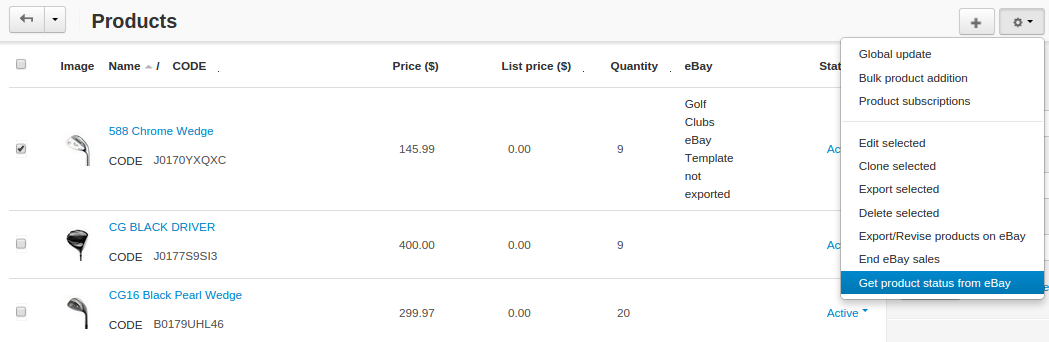 Products
Image Name / CODE Price ($) List price ($) Quantity eBay Stat
Global update
Bulk product addition
Product subscriptions
Edit selected
Clone selected
Export selected
Delete selected
Export/Revise products on eBay
End eBay sales
Get product status from eBay
588 Chrome Wedge
CODE J0170YXQXC
145.99 0.00 9
Golf
Clubs
eBay
Template
not
exported
Ac
CG BLACK DRIVER
CODE J0177S9SI3
400.00 0.00 9
Ac
CG16 Black Pearl Wedge
CODE B0179UHL46
299.97 0.00 20
Active